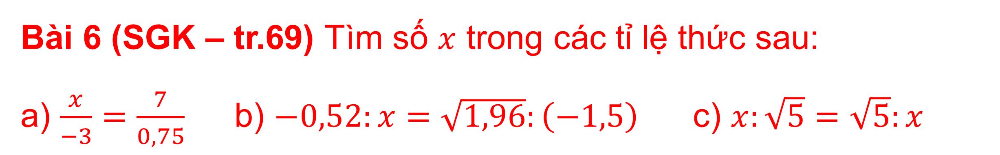 Bài 6 (SGK – tr.69) Tìm số x trong các tỉ lệ thức sau:
a) x/−3 = 7/0,75 b) −0,52: x = √1,96: (−1,5) c) x: √5 = √5: x